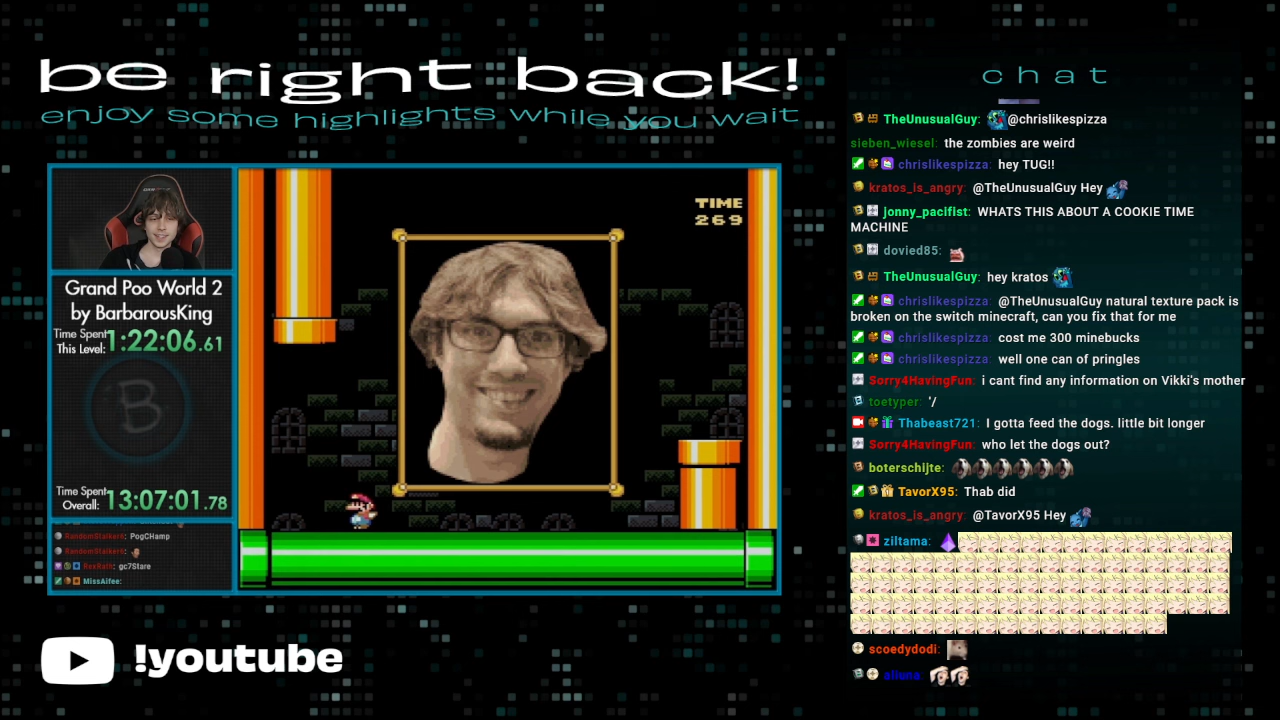 be right back!
enjoy some highlights while you wait
Grand Poo World 2
by BarbarousKing
Time Spent
This Level: 1:22:06.61
B
Time Spent
Overall: 13:07:01.78
RandomStalkers: PogChamp
RandomStalkers:
RexRain: gc7Stare
MissAifee:
TIME
269
!youtube
chat
TheUnusualGuy: @chrislikespizza
sieben_wiesel: the zombies are weird
chrislikespizza: hey TUG!!
kratos_is_angry: @TheUnusualGuy Hey
jonny_pacifist: WHATS THIS ABOUT A COOKIE TIME
MACHINE
dovied85:
TheUnusualGuy: hey kratos
chrislikespizza: @TheUnusualGuy natural texture pack is
broken on the switch minecraft, can you fix that for me
chrislikespizza: cost me 300 minebucks
chrislikespizza: well one can of pringles
Sorry4HavingFun: i cant find any information on Vikki's mother
toetyper: '/
Thabeast721: I gotta feed the dogs. little bit longer
Sorry4HavingFun: who let the dogs out?
boterschijte:
TavorX95: Thab did
kratos_is_angry: @TavorX95 Hey
ziltama:
scoedydodi: